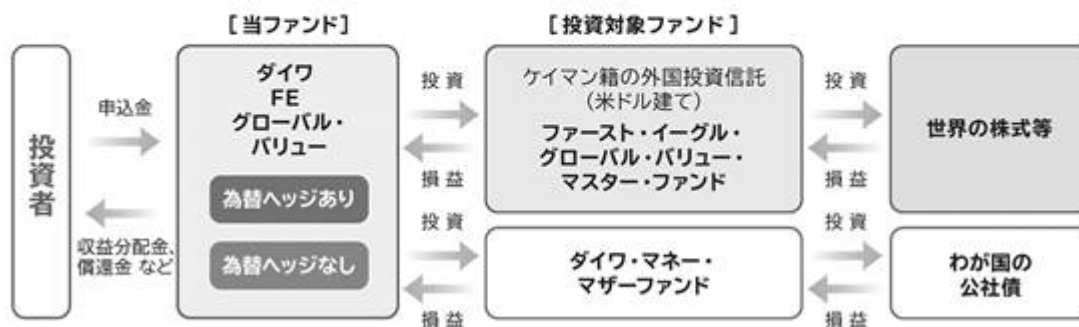 [当ファンド]
[投資対象ファンド]
投資者
申込金
収益分配金、
償還金 など
ダイワ
FE
グローバル・
バリュー
為替ヘッジあり
為替ヘッジなし
投資
損益
投資
損益
ケイマン籍の外国投資信託
(米ドル建て)
ファースト・イーグル・
グローバル・バリュー・
マスター・ファンド
ダイワ・マネー・
マザーファンド
投資
損益
投資
損益
世界の株式等
わが国の
公社債